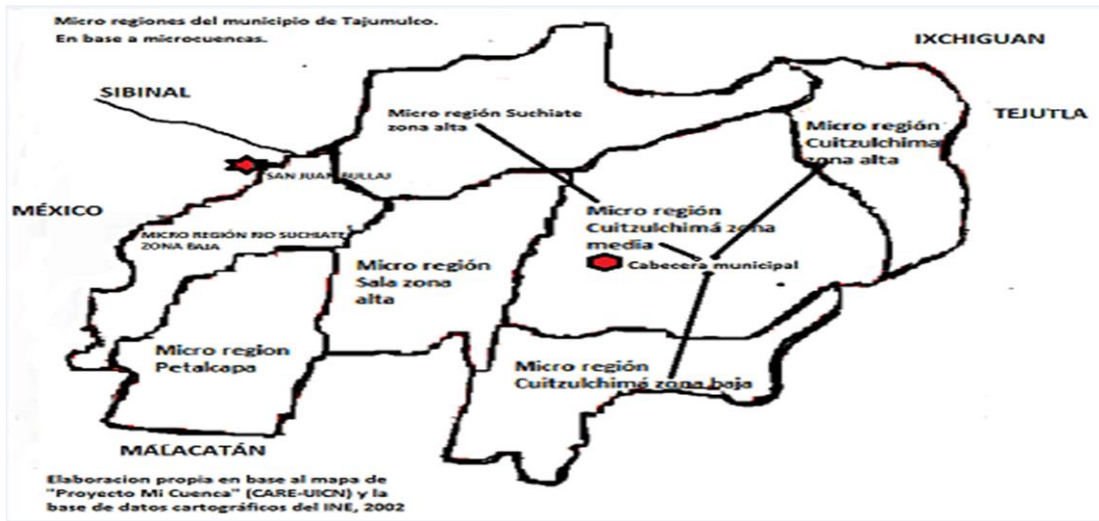 Micro regiones del municipio de Tajumulco.
En base a microcuencas.
IXCHIGUAN
SIBINAL
TEJUTLA
Micro región Suchiate
zona alta
Micro región
Cuitzulchima
zona alta
SAN JUAN BULLAJ
MÉXICO
MICRO REGIÓN RIO SUCHIATE
ZONA BAJA
Micro región
Cuitzulchimá zona
media
Cabecera municipal
Micro región
Sala zona
alta
Micro region
Petalcapa
Micro región
Cuitzulchimá zona baja
MALACATÁN
Elaboracion propia en base al mapa de
"Proyecto Mi Cuenca" (CARE-UICN) y la
base de datos cartográficos del INE, 2002